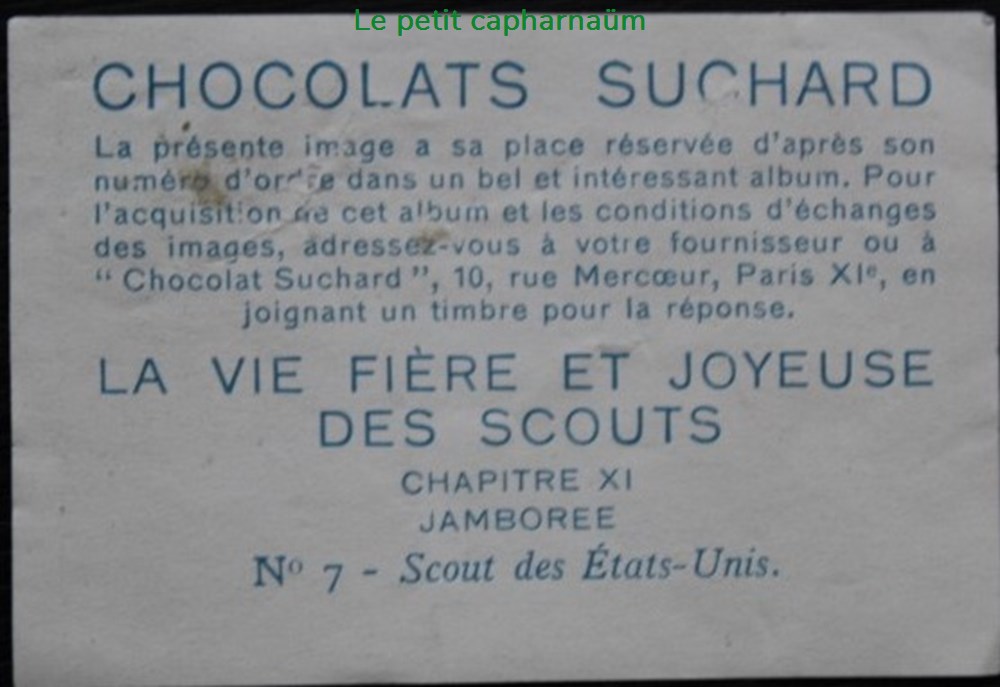 Le petit capharnaüm
CHOCOLATS SUCHARD
La présente image a sa place réservée d'après son
numéro d'ordre dans un bel et intéressant album. Pour
l'acquisition de cet album et les conditions d'échanges
des images, adressez-vous à votre fournisseur ou à
“ Chocolat Suchard ”, 10, rue Mercœur, Paris XIᵉ, en
joignant un timbre pour la réponse.
LA VIE FIÈRE ET JOYEUSE
DES SCOUTS
CHAPITRE XI
JAMBOREE
Nº 7 - Scout des États-Unis.